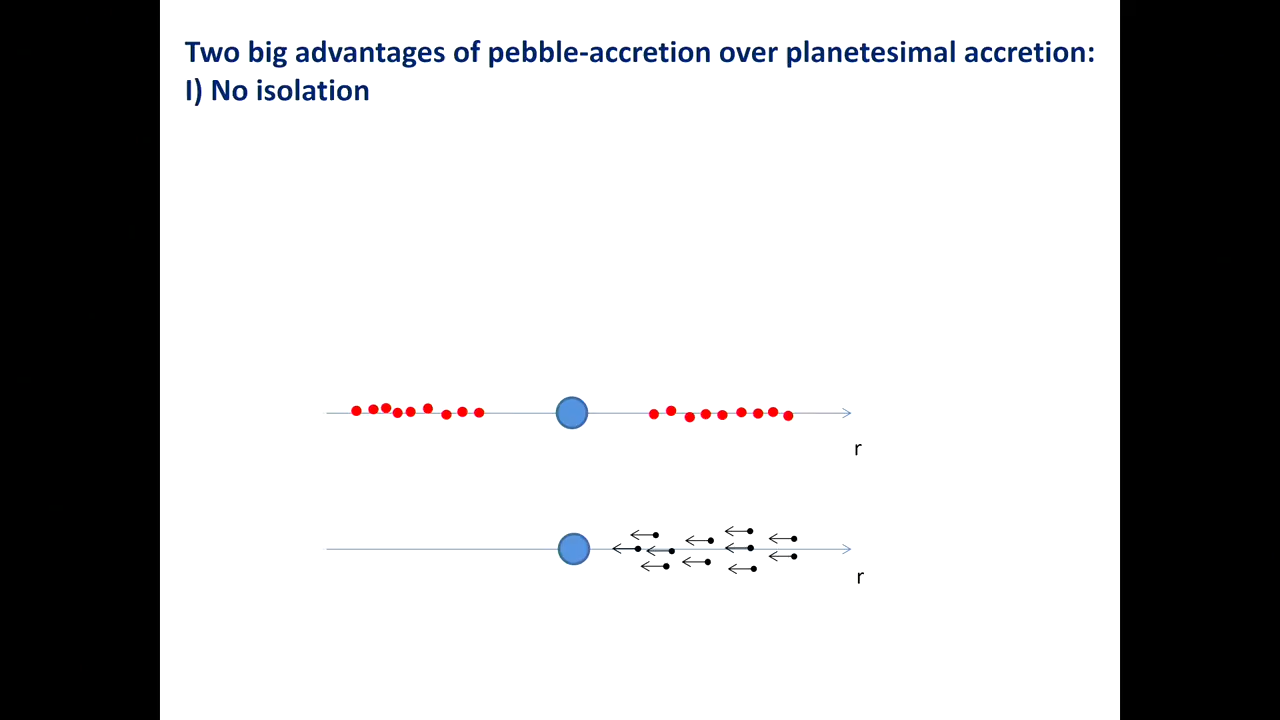 Two big advantages of pebble-accretion over planetesimal accretion:
I) No isolation
r
r